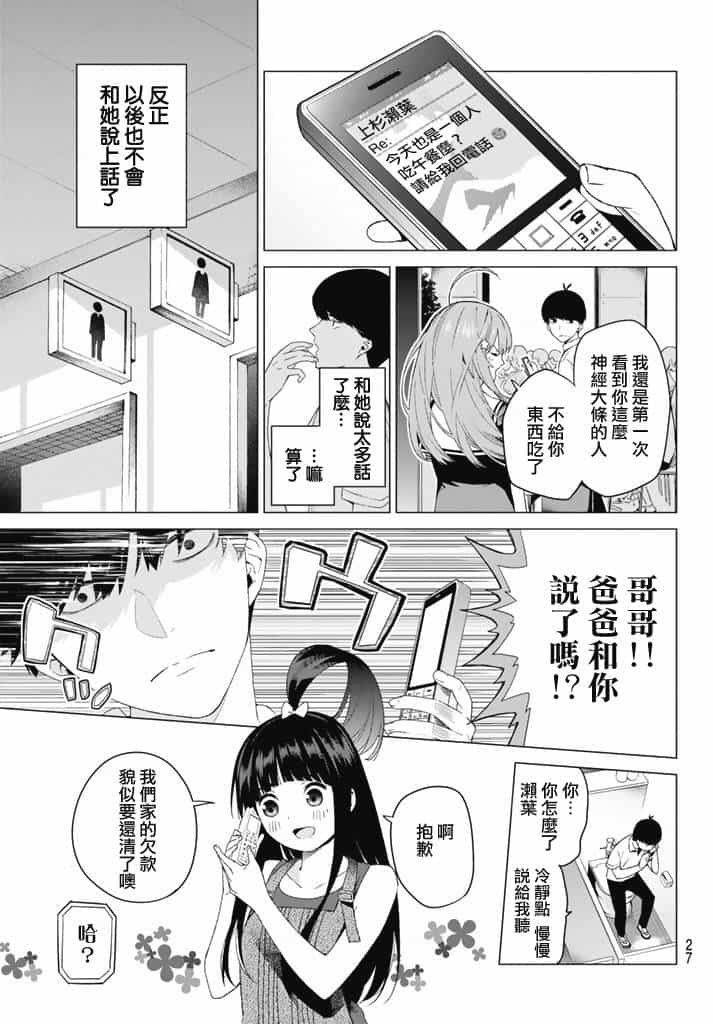 上杉瀨葉
Re:
今天也是一個人
吃午餐麼？
請給我回電話
3 def
mno
反正
以後也不會
和她說上話了
我還是第一次
看到你這麼
神經大條的人
不給你
東西吃了
和她說太多話
了麼…
…嘛
算了
哥哥!!
爸爸和你
說了嗎!?
你…
你怎麼了
瀨葉
冷靜點 慢慢
說給我聽
啊
抱歉
我們家的欠款
貌似要還清了噢
哈？
27